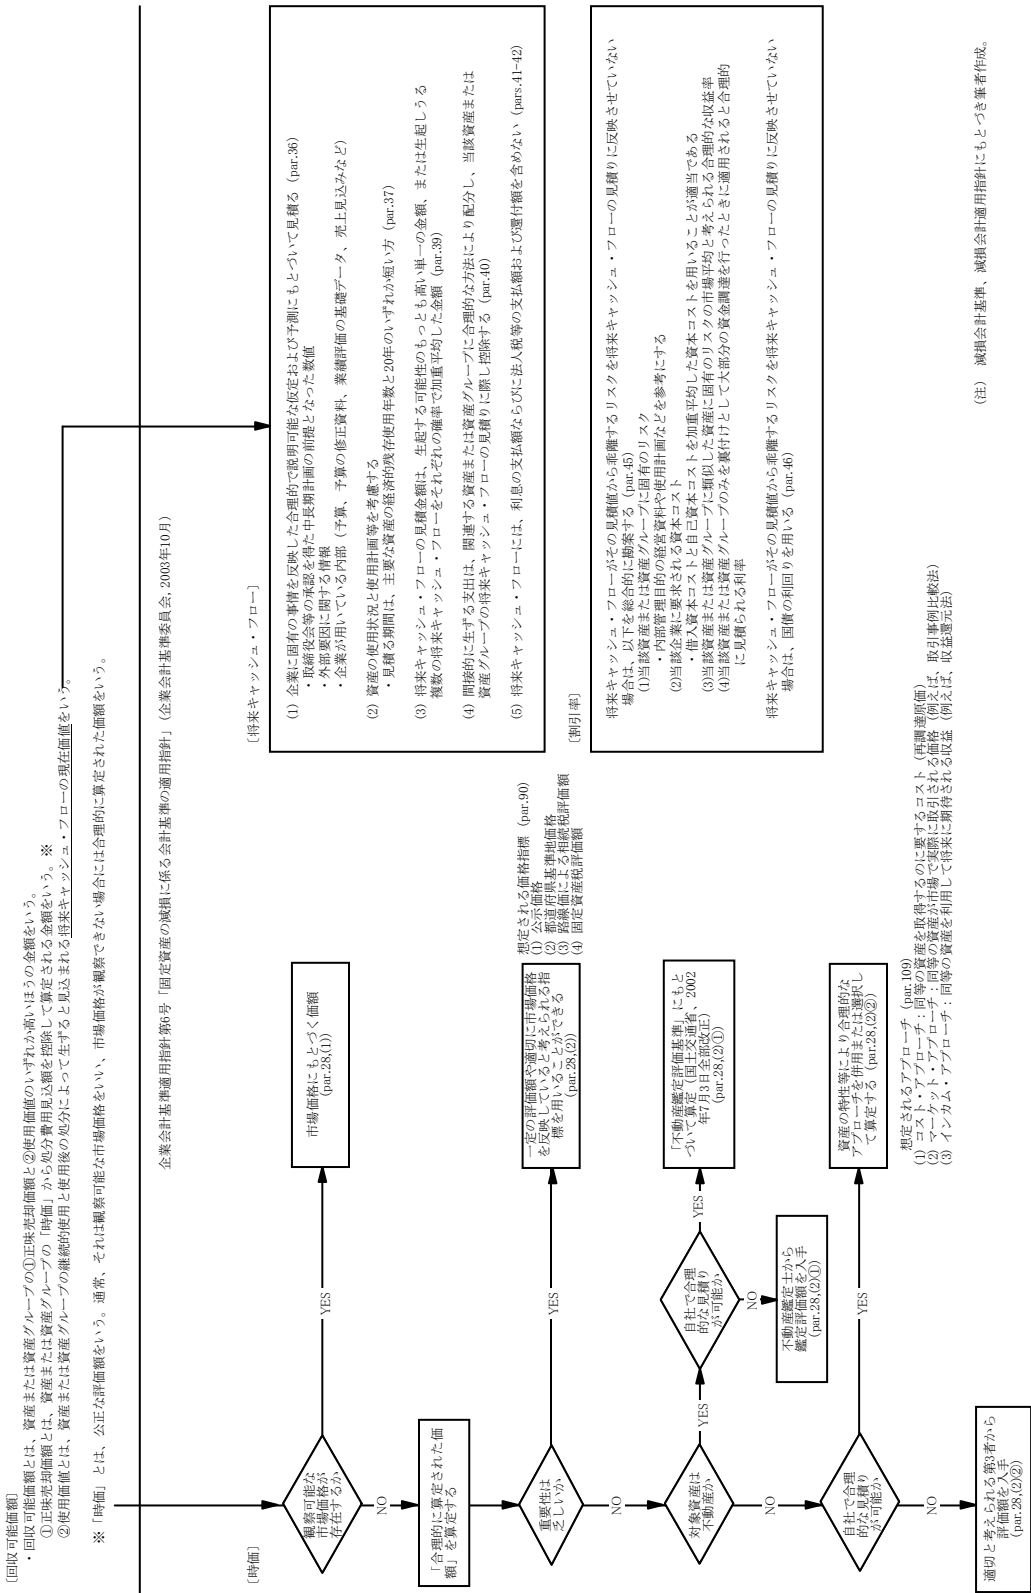 [回収可能価額]
・回収可能価額とは、資産または資産グループの①正味売却価額と②使用価値のいずれか高いほうの金額をいう。
①正味売却価額とは、資産または資産グループの「時価」から処分費用見込額を控除して算定される金額をいう。※
②使用価値とは、資産または資産グループの継続的使用と使用後の処分によって生ずると見込まれる将来キャッシュ・フローの現在価値をいう。
※「時価」とは、公正な評価額をいう。通常、それは観察可能な市場価格をいい、市場価格が観察できない場合には合理的に算定された価額をいう。
企業会計基準適用指針第6号「固定資産の減損に係る会計基準の適用指針」(企業会計基準委員会, 2003年10月)
[時価]
観察可能な
市場価格が
存在するか
YES
市場価格にもとづく価額
(par.28,(1))
NO
「合理的に算定された価
額」を算定する
重要性は
乏しいか
YES
一定の評価額や適切に市場価格
を反映していると考えられる指
標を用いることができる
(par.28,(2))
想定される価格指標 (par.90)
(1) 公示価格
(2) 都道府県基準地価格
(3) 路線価による相続税評価額
(4) 固定資産税評価額
NO
対象資産は
不動産か
YES
自社で合理
的な見積り
が可能か
YES
「不動産鑑定評価基準」にもと
づいて算定 (国土交通省、2002
年7月3日全部改正)
(par.28,(2)①)
NO
不動産鑑定士から
鑑定評価額を入手
(par.28,(2)①)
NO
自社で合理
的な見積り
が可能か
YES
資産の特性等により合理的な
アプローチを併用または選択し
て算定する (par.28,(2)②)
想定されるアプローチ (par.109)
(1) コスト・アプローチ:同等の資産を取得するのに要するコスト (再調達原価)
(2) マーケット・アプローチ:同等の資産が市場で実際に取引される価格 (例えば、取引事例比較法)
(3) インカム・アプローチ:同等の資産を利用して将来に期待される収益 (例えば、収益還元法)
NO
適切と考えられる第3者から
評価額を入手
(par.28,(2)②)
[将来キャッシュ・フロー]
(1) 企業に固有の事情を反映した合理的で説明可能な仮定および予測にもとづいて見積る (par.36)
・取締役会等の承認を得た中長期計画の前提となった数値
・外部要因に関する情報
・企業が用いている内部 (予算、予算の修正資料、業績評価の基礎データ、売上見込みなど)
(2) 資産の使用状況と使用計画等を考慮する
・見積る期間は、主要な資産の経済的残存使用年数と20年のいずれか短い方 (par.37)
(3) 将来キャッシュ・フローの見積金額は、生起する可能性のもっとも高い単一の金額、または生起しうる
複数の将来キャッシュ・フローをそれぞれの確率で加重平均した金額 (par.39)
(4) 間接的に生ずる支出は、関連する資産または資産グループに合理的な方法により配分し、当該資産または
資産グループの将来キャッシュ・フローの見積りに際し控除する (par.40)
(5) 将来キャッシュ・フローには、利息の支払額ならびに法人税等の支払額および還付額を含めない (pars.41-42)
[割引率]
将来キャッシュ・フローがその見積値から乖離するリスクを将来キャッシュ・フローの見積りに反映させていない
場合は、以下を総合的に勘案する (par.45)
(1)当該資産または資産グループに固有のリスク
・内部管理目的の経営資料や使用計画などを参考にする
(2)当該企業に要求される資本コスト
・借入資本コストと自己資本コストを加重平均した資本コストを用いることが適当である
(3)当該資産または資産グループに類似した資産に固有のリスクの市場平均と考えられる合理的な収益率
(4)当該資産または資産グループのみを裏付けとして大部分の資金調達を行ったときに適用されると合理的
に見積られる利率
将来キャッシュ・フローがその見積値から乖離するリスクを将来キャッシュ・フローの見積りに反映させていない
場合は、国債の利回りを用いる (par.46)
(注) 減損会計基準、減損会計適用指針にもとづき筆者作成。